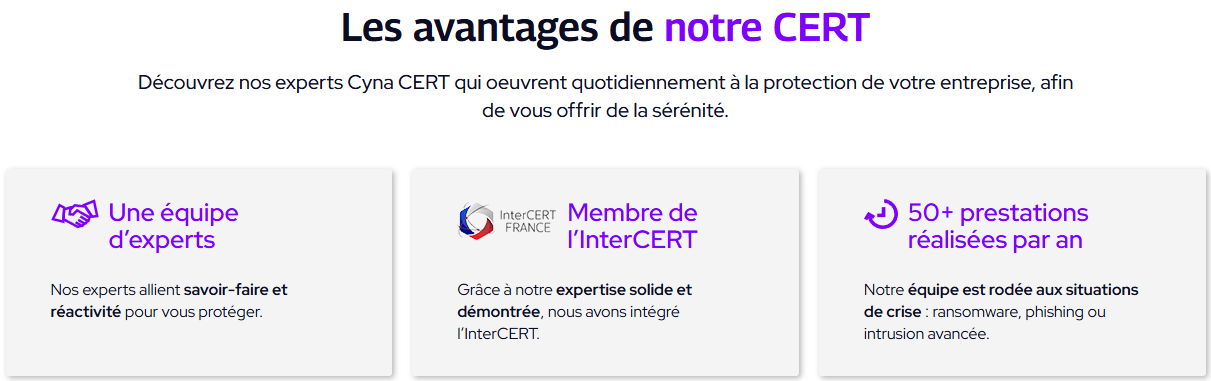 Les avantages de notre CERT
Découvrez nos experts Cyna CERT qui oeuvrent quotidiennement à la protection de votre entreprise, afin
de vous offrir de la sérénité.
Une équipe
d'experts
Nos experts allient savoir-faire et
réactivité pour vous protéger.
InterCERT
FRANCE
Membre de
l'InterCERT
Grâce à notre expertise solide et
démontrée, nous avons intégré
l'InterCERT.
50+ prestations
réalisées par an
Notre équipe est rodée aux situations
de crise : ransomware, phishing ou
intrusion avancée.